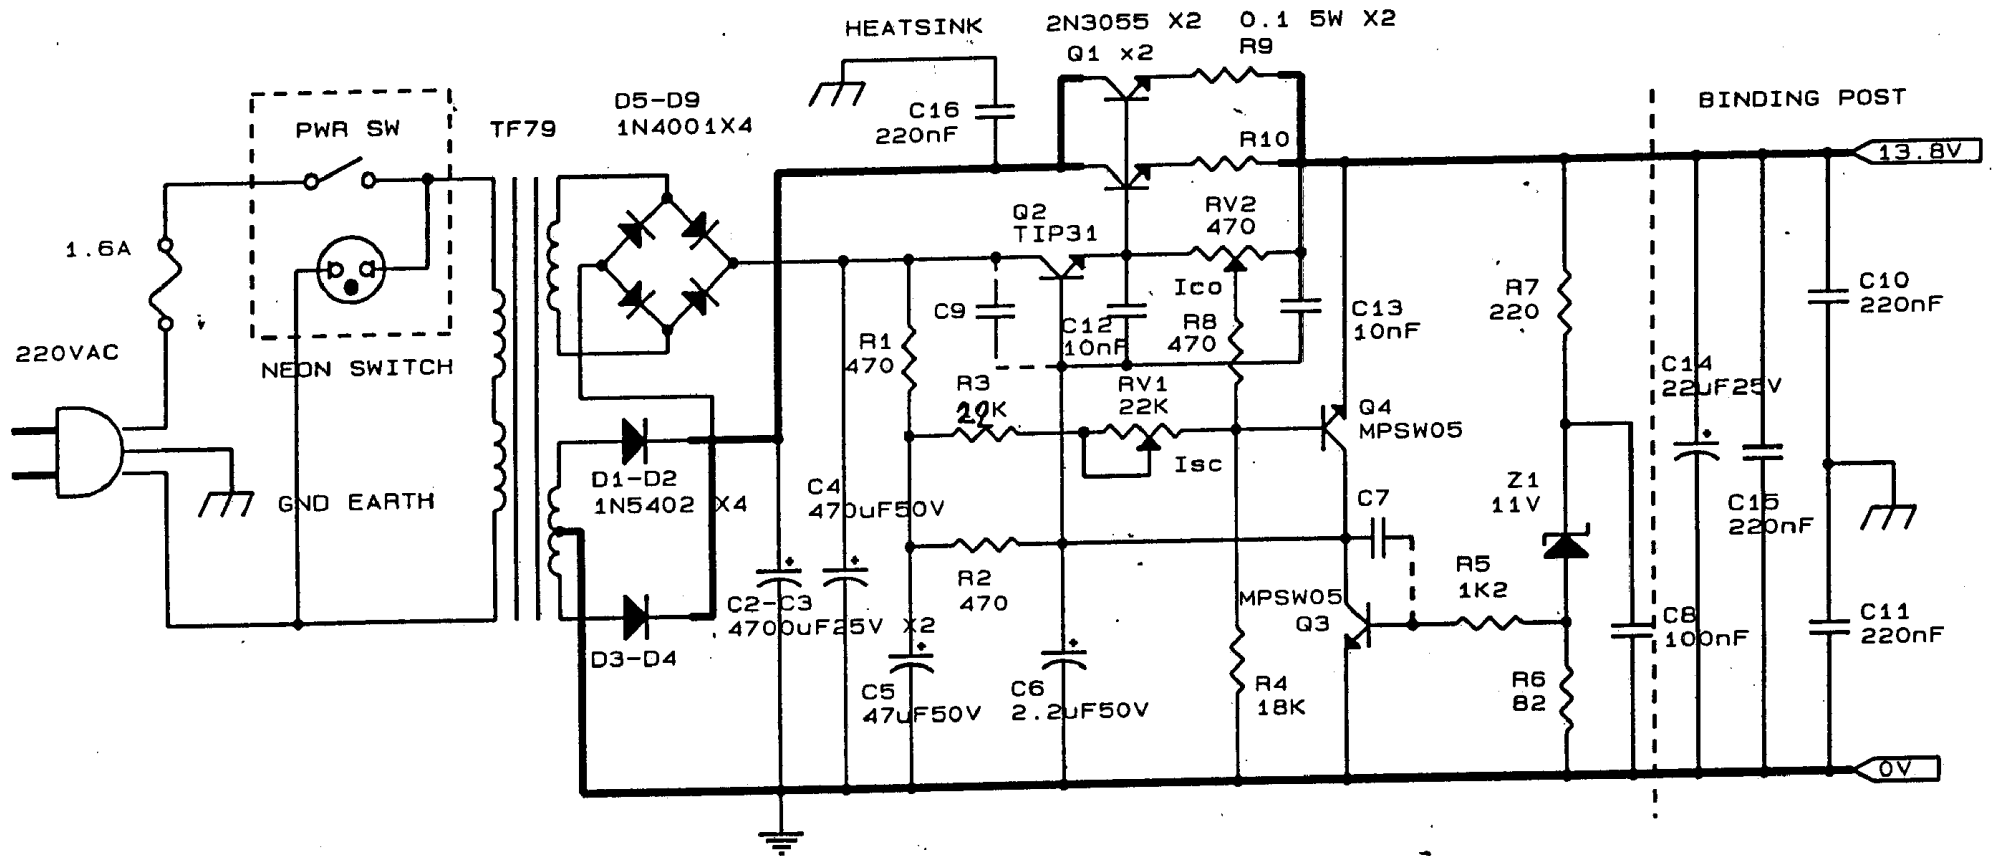 HEATSINK
2N3055 X2
0.1 5W X2
Q1 x2
R9
BINDING POST
D5-D9
1N4001X4
C16
220nF
PWR SW
TF79
R10
13.8V
Q2
TIP31
RV2
470
1.6A
Ico
C9
C12
10nF
R8
470
C13
10nF
R7
220
C10
220nF
220VAC
NEON SWITCH
R1
470
R3
RV1
22K
C14
22uF25V
Q4
MPSW05
Isc
D1-D2
1N5402 X4
GND EARTH
C4
470uF50V
C7
Z1
11V
C15
220nF
R2
470
R5
1K2
C2-C3
4700uF25V X2
MPSW05
Q3
C8
100nF
C11
220nF
D3-D4
C5
47uF50V
C6
2.2uF50V
R4
18K
R6
82
0V